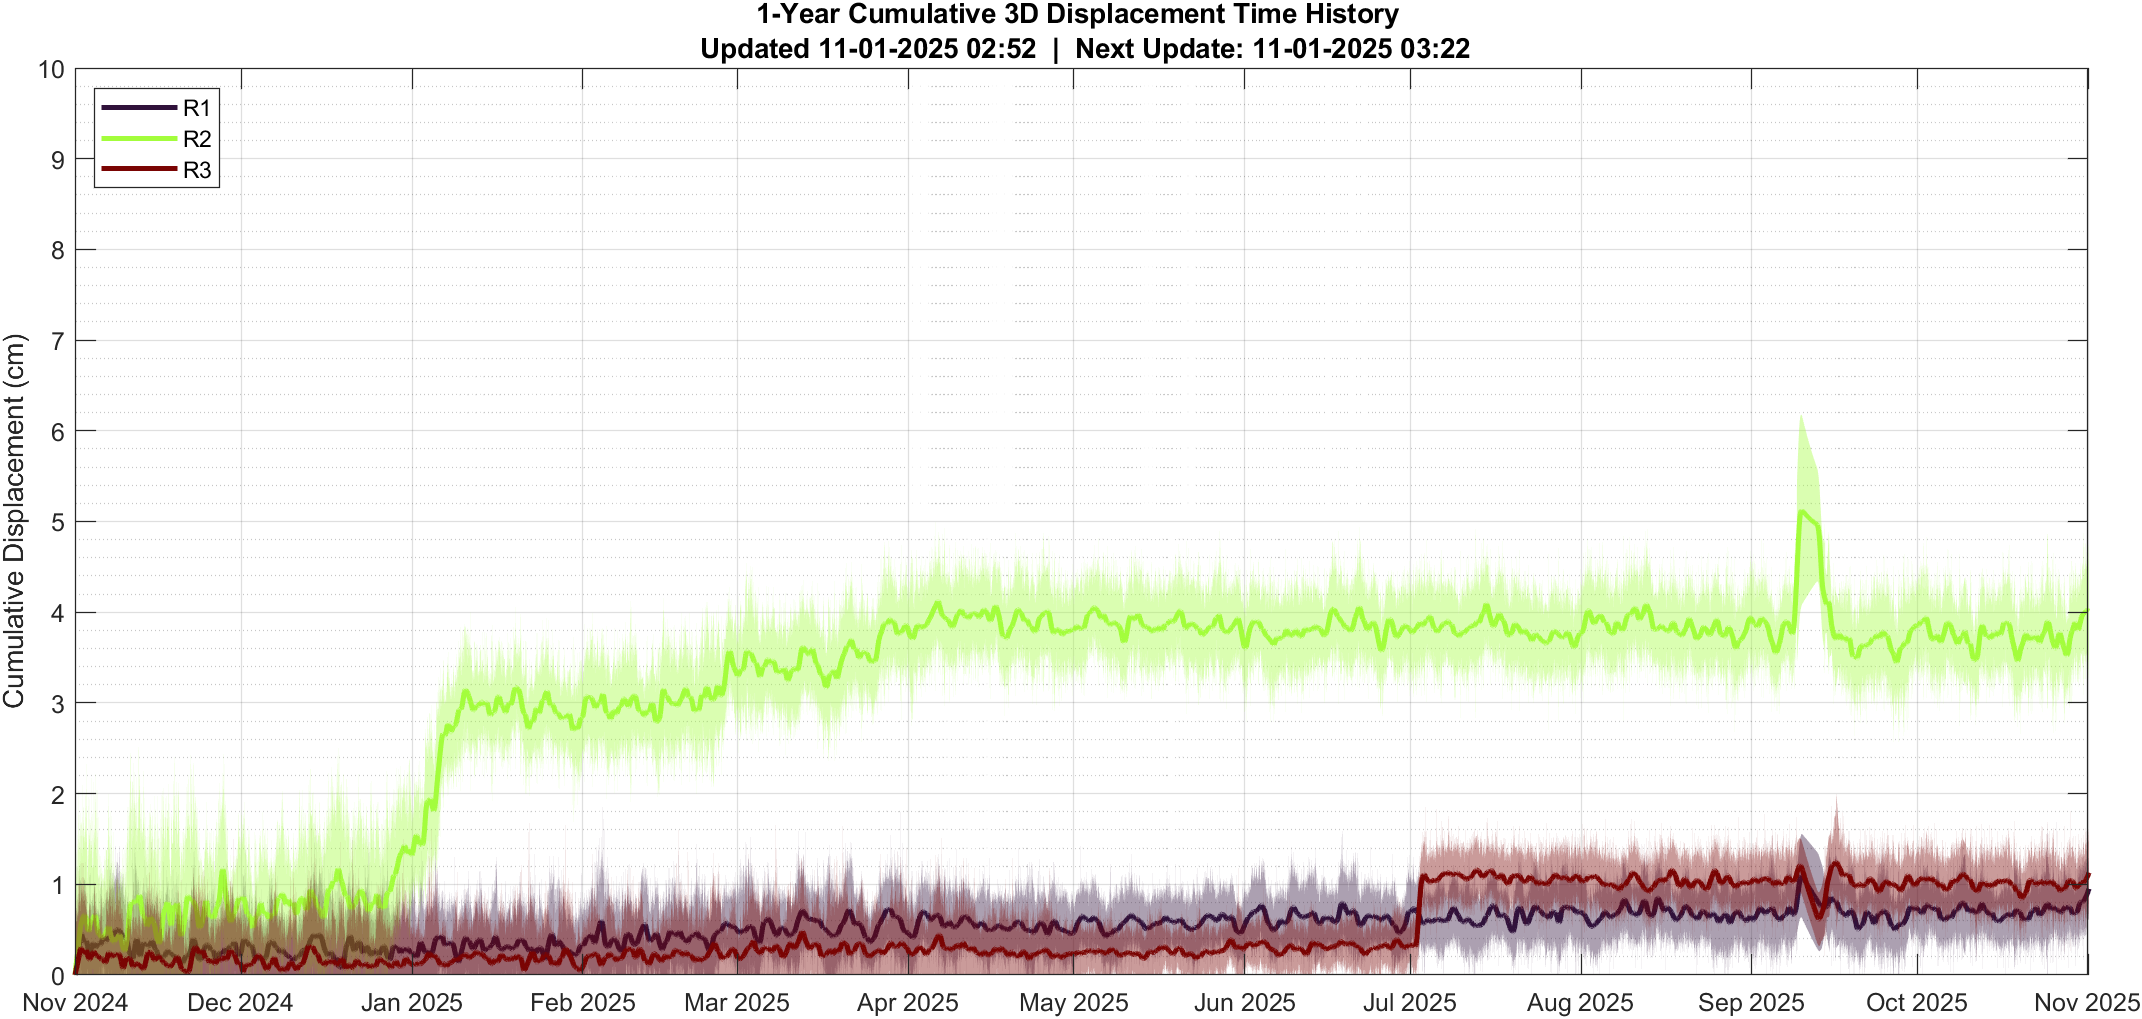 1-Year Cumulative 3D Displacement Time History
Updated 11-01-2025 02:52 | Next Update: 11-01-2025 03:22
Cumulative Displacement (cm)
10
9
8
7
6
5
4
3
2
1
0
R1
R2
R3
Nov 2024
Dec 2024
Jan 2025
Feb 2025
Mar 2025
Apr 2025
May 2025
Jun 2025
Jul 2025
Aug 2025
Sep 2025
Oct 2025
Nov 2025